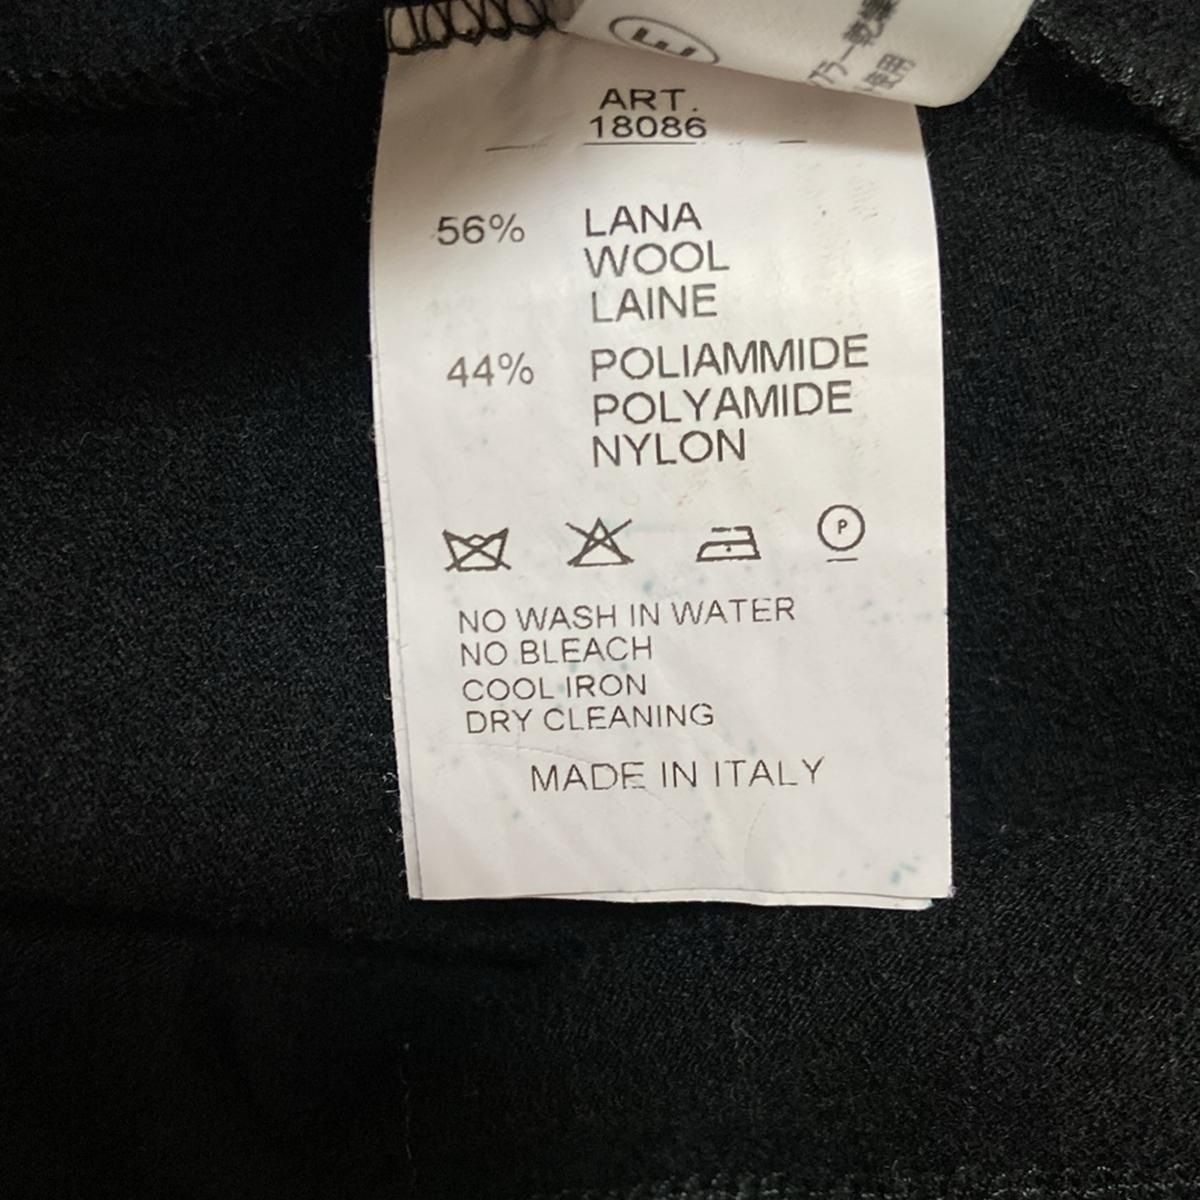 ART.
18086
56% LANA
WOOL
LAINE
44% POLIAMMIDE
POLYAMIDE
NYLON
P
NO WASH IN WATER
NO BLEACH
COOL IRON
DRY CLEANING
MADE IN ITALY